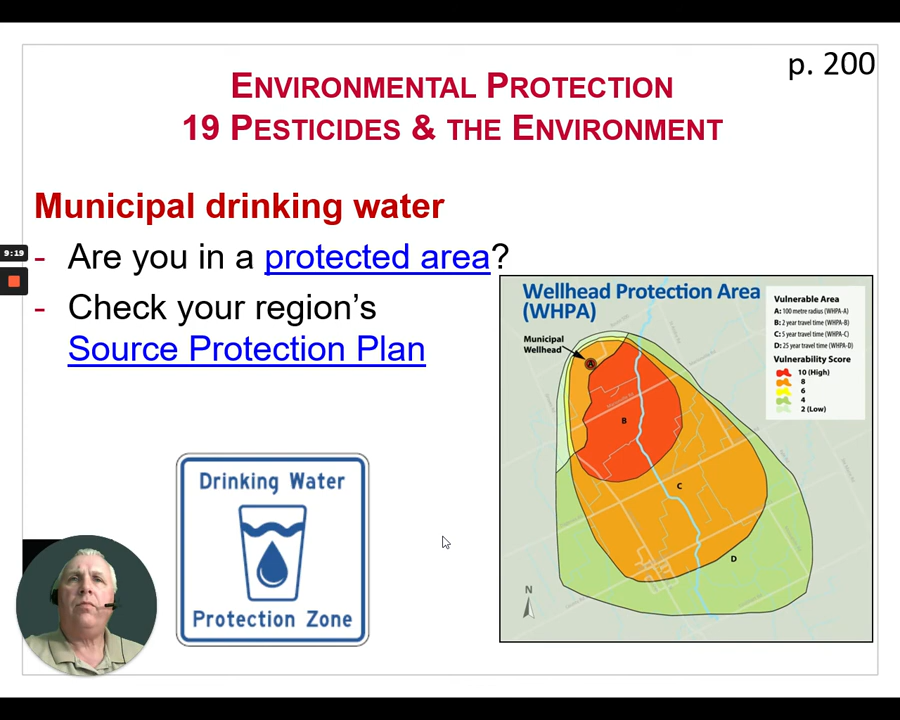 p. 200
ENVIRONMENTAL PROTECTION
19 PESTICIDES & THE ENVIRONMENT
Municipal drinking water
9:19
- Are you in a protected area?
- Check your region's
Source Protection Plan
Wellhead Protection Area
(WHPA)
Municipal
Wellhead
Vulnerable Area
A: 100 metre radius (WHPA-A)
B: 2 year travel time (WHPA-B)
C: 5 year travel time (WHPA-C)
D: 25 year travel time (WHPA-D)
Vulnerability Score
10 (High)
8
6
4
2 (Low)
A
B
C
D
N
Drinking Water
Protection Zone